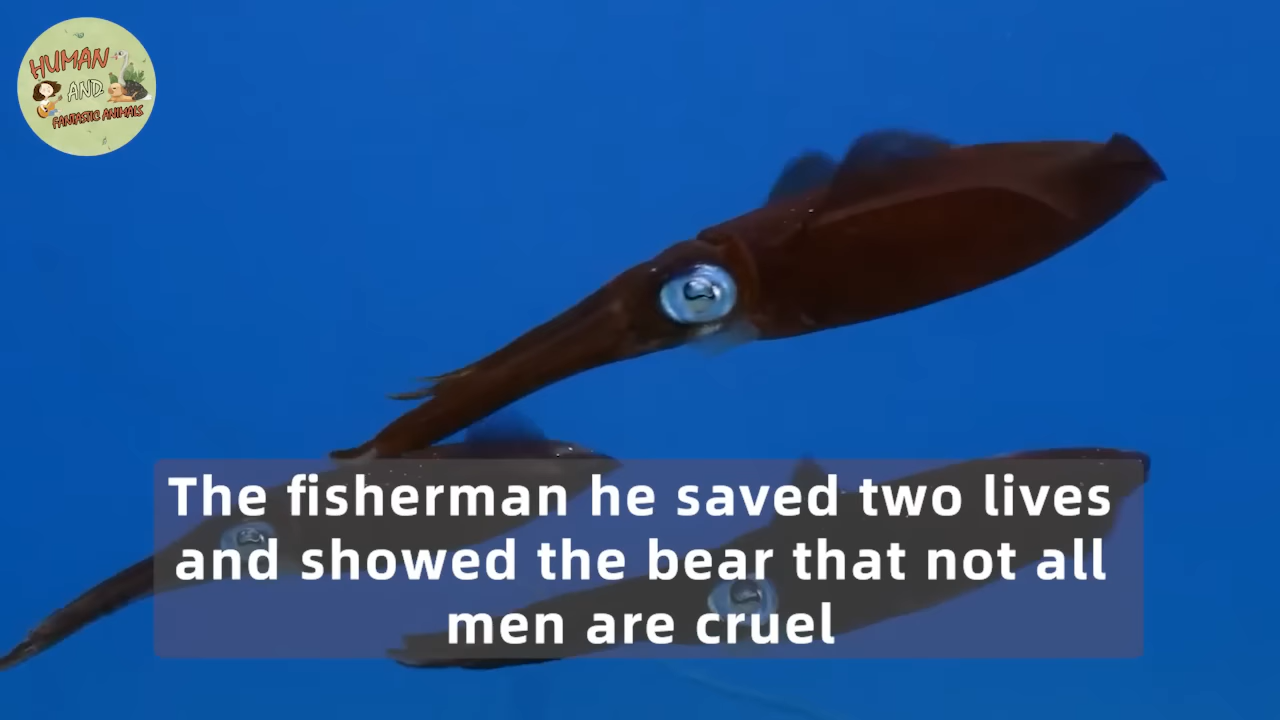 HUMAN
AND
FANTASTIC ANIMALS
The fisherman he saved two lives
and showed the bear that not all
men are cruel